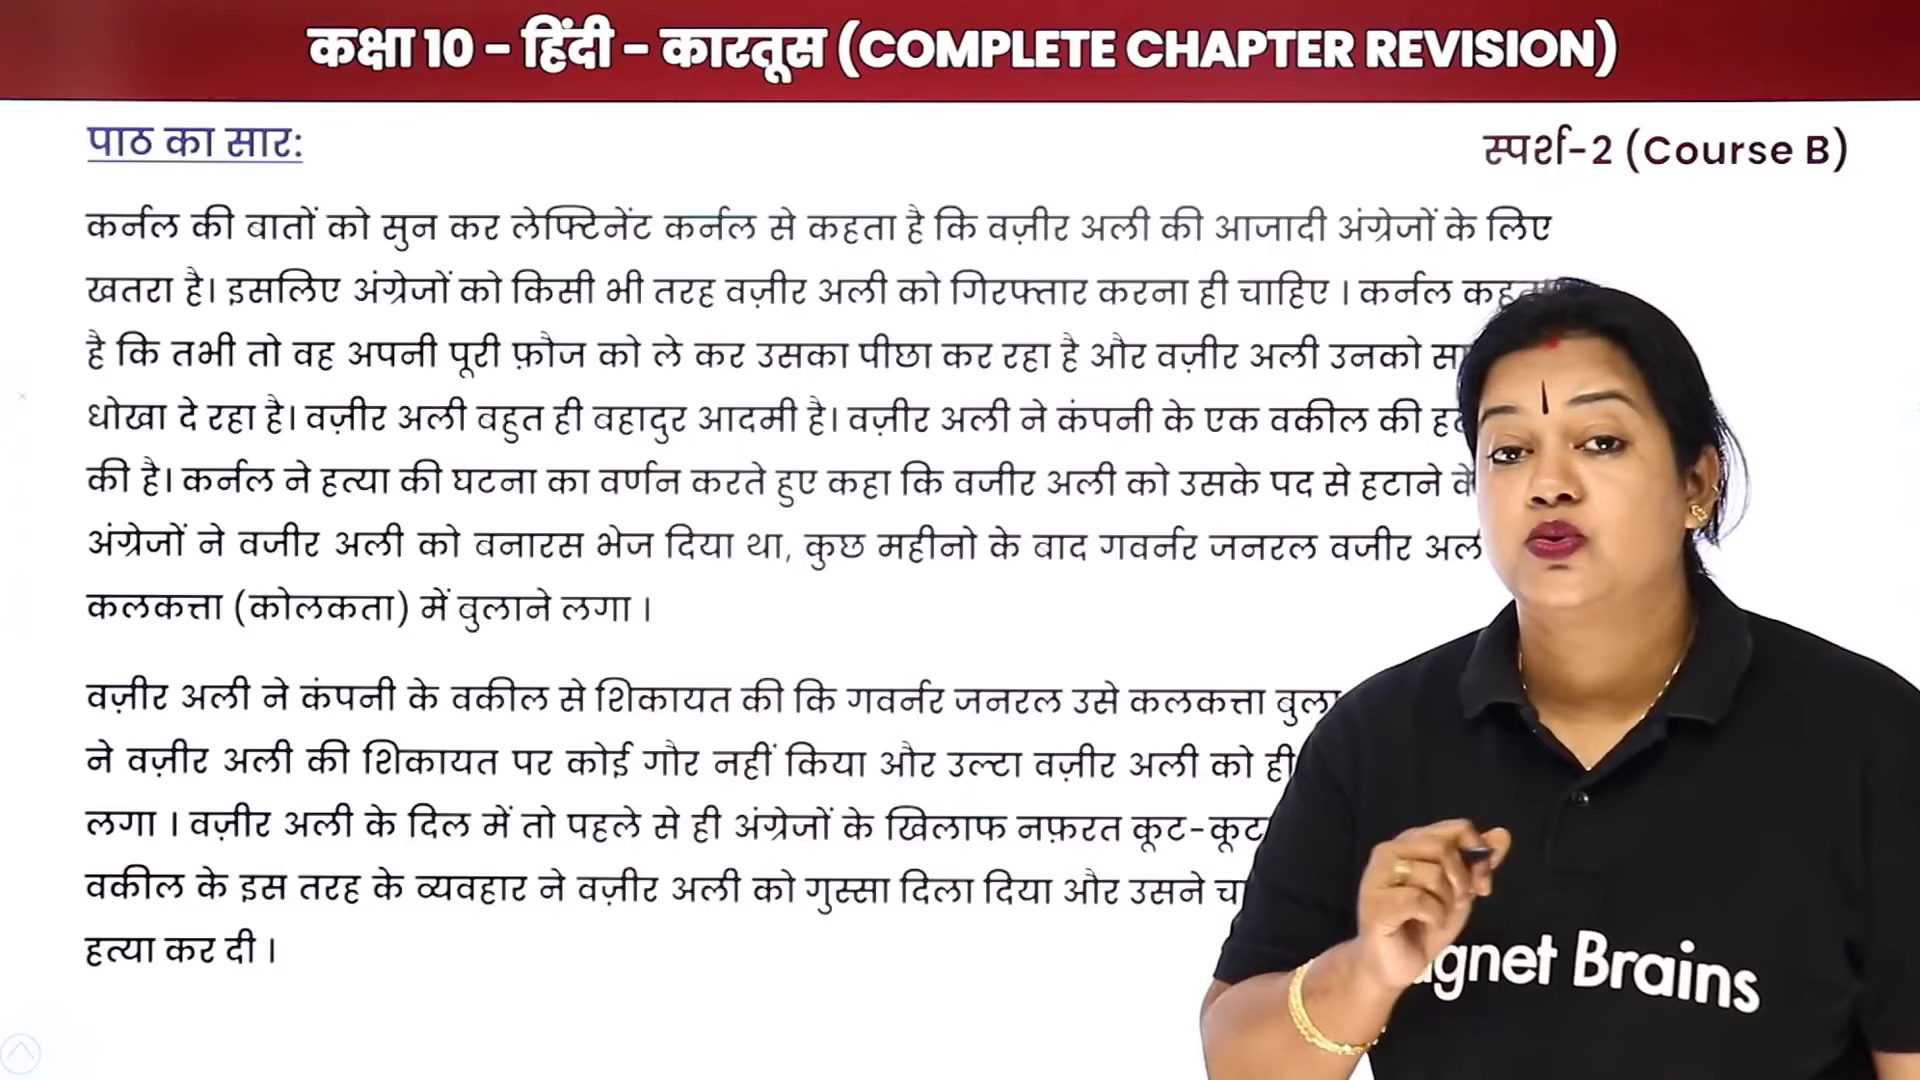 कक्षा 10 - हिंदी - कारतूस (COMPLETE CHAPTER REVISION)
पाठ का सार:
स्पर्श-2 (Course B)
कर्नल की बातों को सुन कर लेफ्टिनेंट कर्नल से कहता है कि वज़ीर अली की आजादी अंग्रेजों के लिए
खतरा है। इसलिए अंग्रेजों को किसी भी तरह वज़ीर अली को गिरफ्तार करना ही चाहिए । कर्नल
है कि तभी तो वह अपनी पूरी फ़ौज को ले कर उसका पीछा कर रहा है और वज़ीर अली उनको
धोखा दे रहा है। वज़ीर अली बहुत ही बहादुर आदमी है। वज़ीर अली ने कंपनी के एक वकील की
की है। कर्नल ने हत्या की घटना का वर्णन करते हुए कहा कि वजीर अली को उसके पद से हटाने
अंग्रेजों ने वजीर अली को बनारस भेज दिया था, कुछ महीनो के बाद गवर्नर जनरल वजीर
कलकत्ता (कोलकता) में बुलाने लगा ।
वज़ीर अली ने कंपनी के वकील से शिकायत की कि गवर्नर जनरल उसे कलकत्ता
ने वज़ीर अली की शिकायत पर कोई गौर नहीं किया और उल्टा वज़ीर अली को ही
लगा । वज़ीर अली के दिल में तो पहले से ही अंग्रेजों के खिलाफ नफ़रत कूट-कूट
वकील के इस तरह के व्यवहार ने वज़ीर अली को गुस्सा दिला दिया और उसने
हत्या कर दी ।
Brains